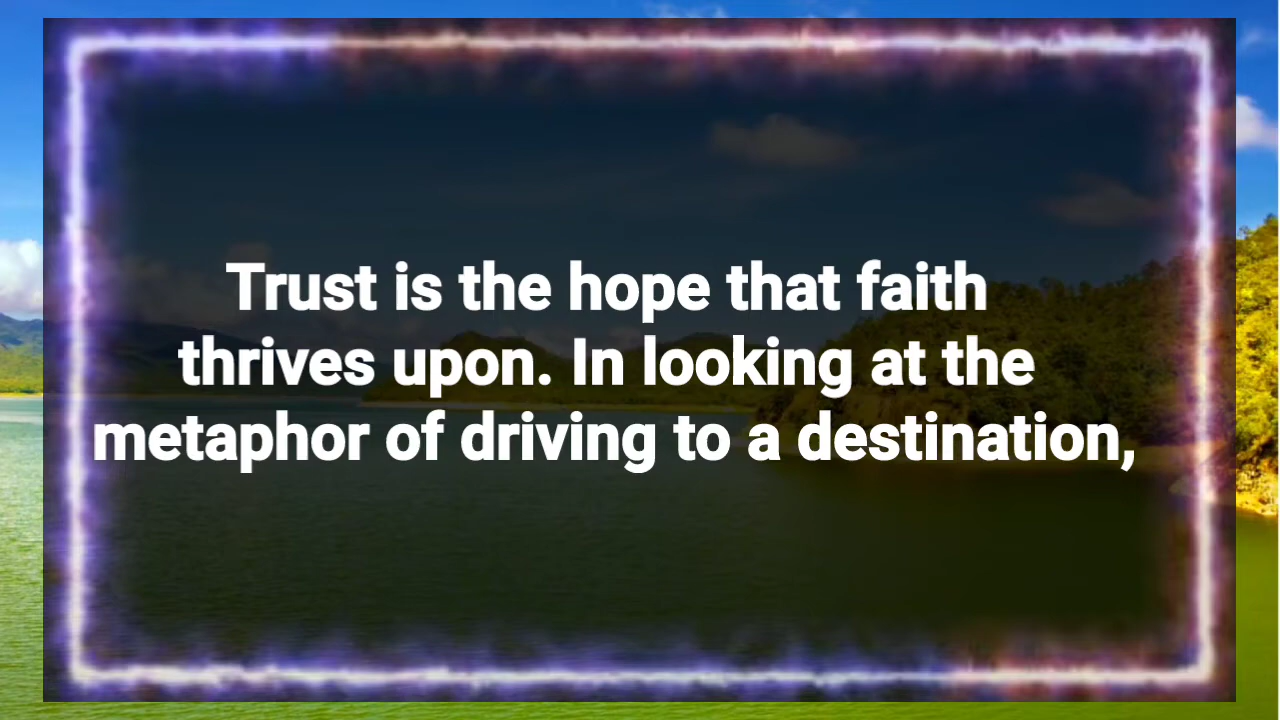 Trust is the hope that faith
thrives upon. In looking at the
metaphor of driving to a destination,